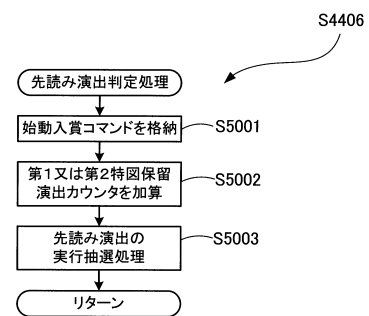 S4406
先読み演出判定処理
始動入賞コマンドを格納
S5001
第1又は第2特図保留
演出カウンタを加算
S5002
先読み演出の
実行抽選処理
S5003
リターン